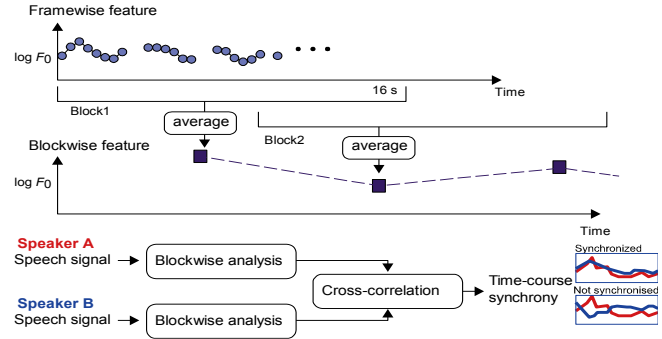 Framewise feature
log F0
16 s
Time
Block1
average
Block2
Blockwise feature
average
log F0
Time
Speaker A
Speech signal
Blockwise analysis
Cross-correlation
Time-course
synchrony
Synchronized
Not synchronised
Speaker B
Speech signal
Blockwise analysis